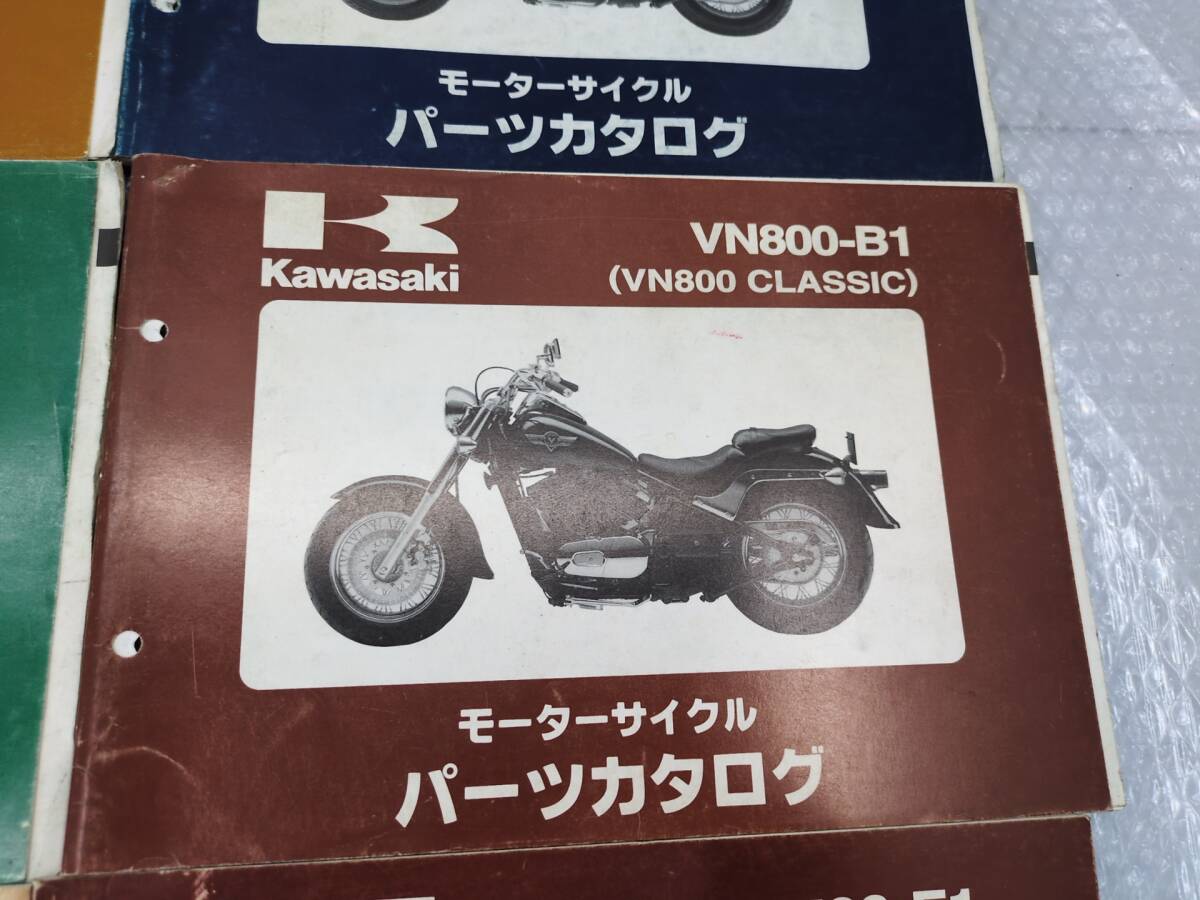 モーターサイクル
パーツカタログ
Kawasaki
VN800-B1
(VN800 CLASSIC)
モーターサイクル
パーツカタログ